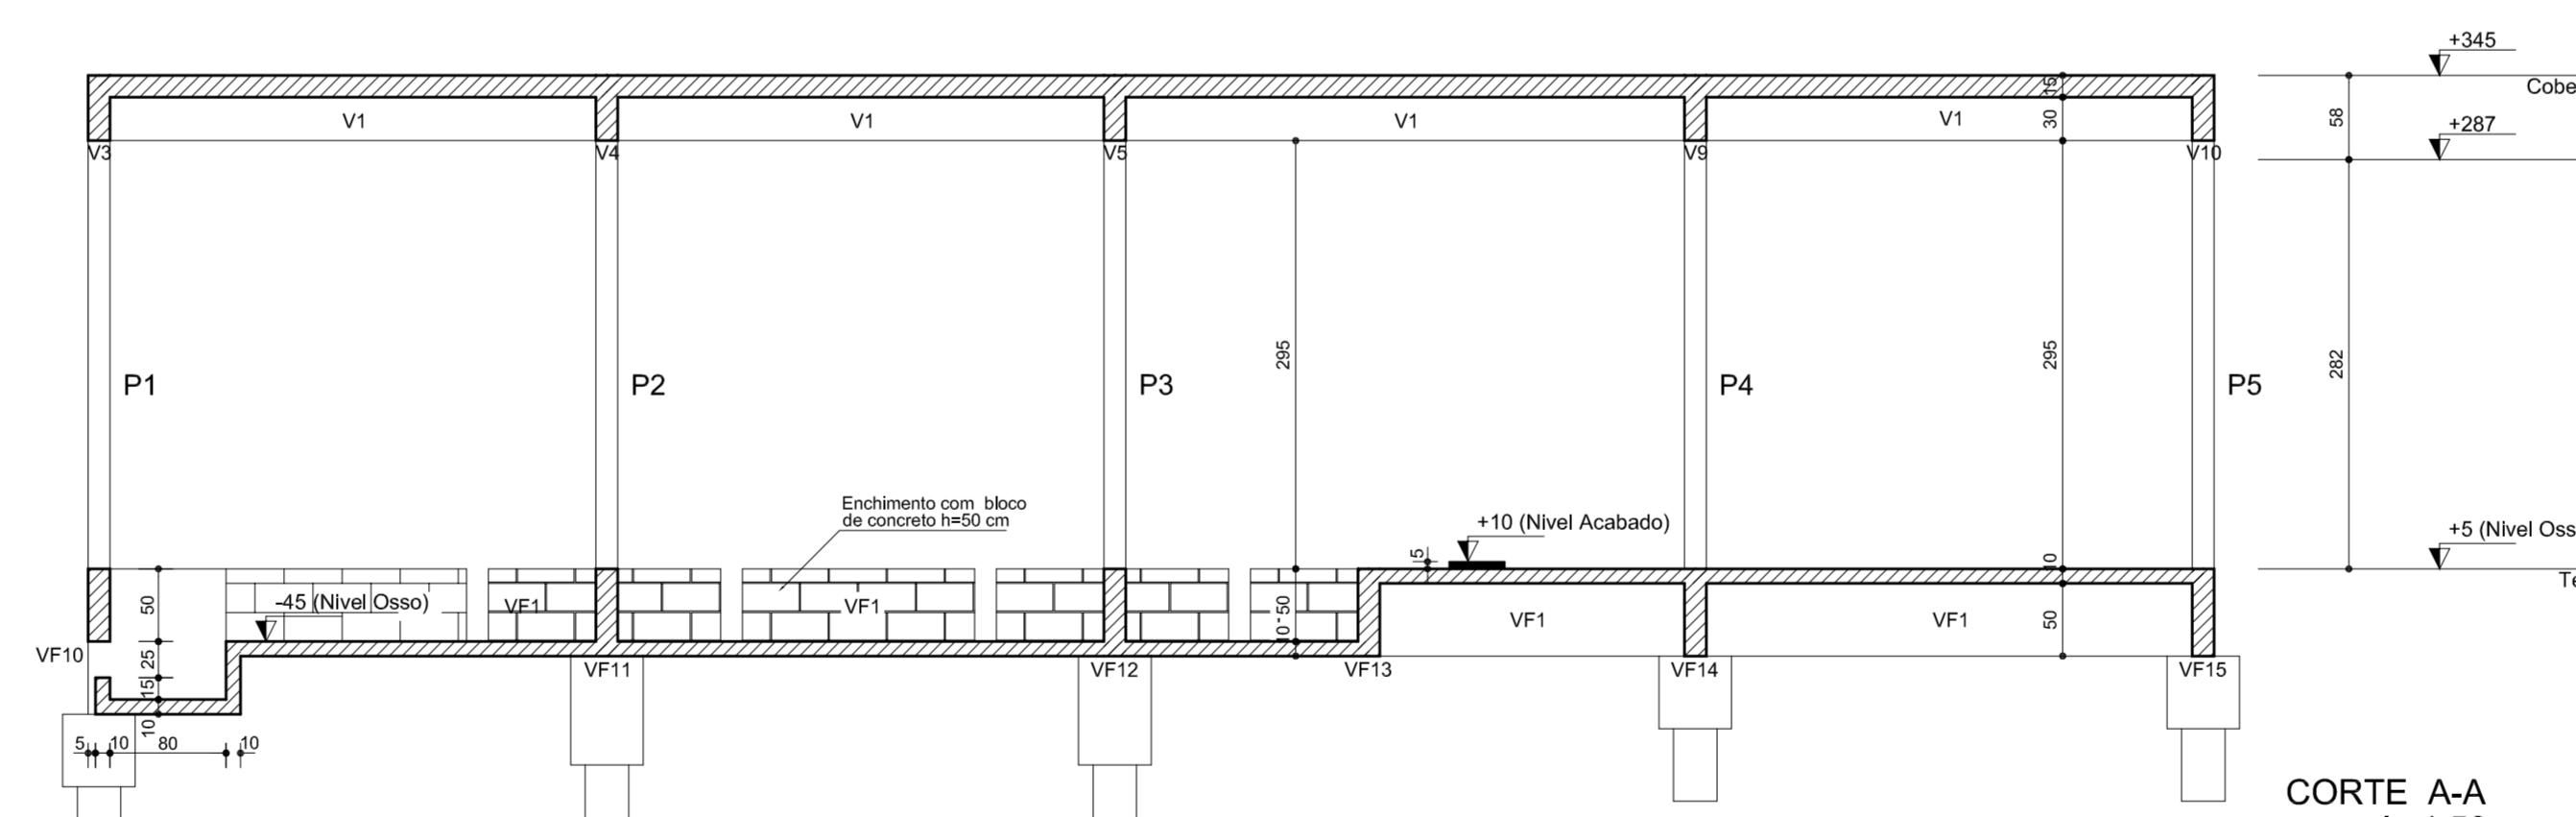 +345
Cobe
15
V1 V1 V1 V1
30
58
+287
V3 V4 V5 V9 V10
295 295 282
P1 P2 P3 P4 P5
Enchimento com bloco
de concreto h=50 cm
+10 (Nivel Acabado)
+5 (Nivel Oss
5 10
Te
50 -45 (Nivel Osso) VF1 VF1 50 VF1 VF1 50
10
VF10 25
VF11 VF12 VF13 VF14 VF15
15
10
5 10 80 10
CORTE A-A